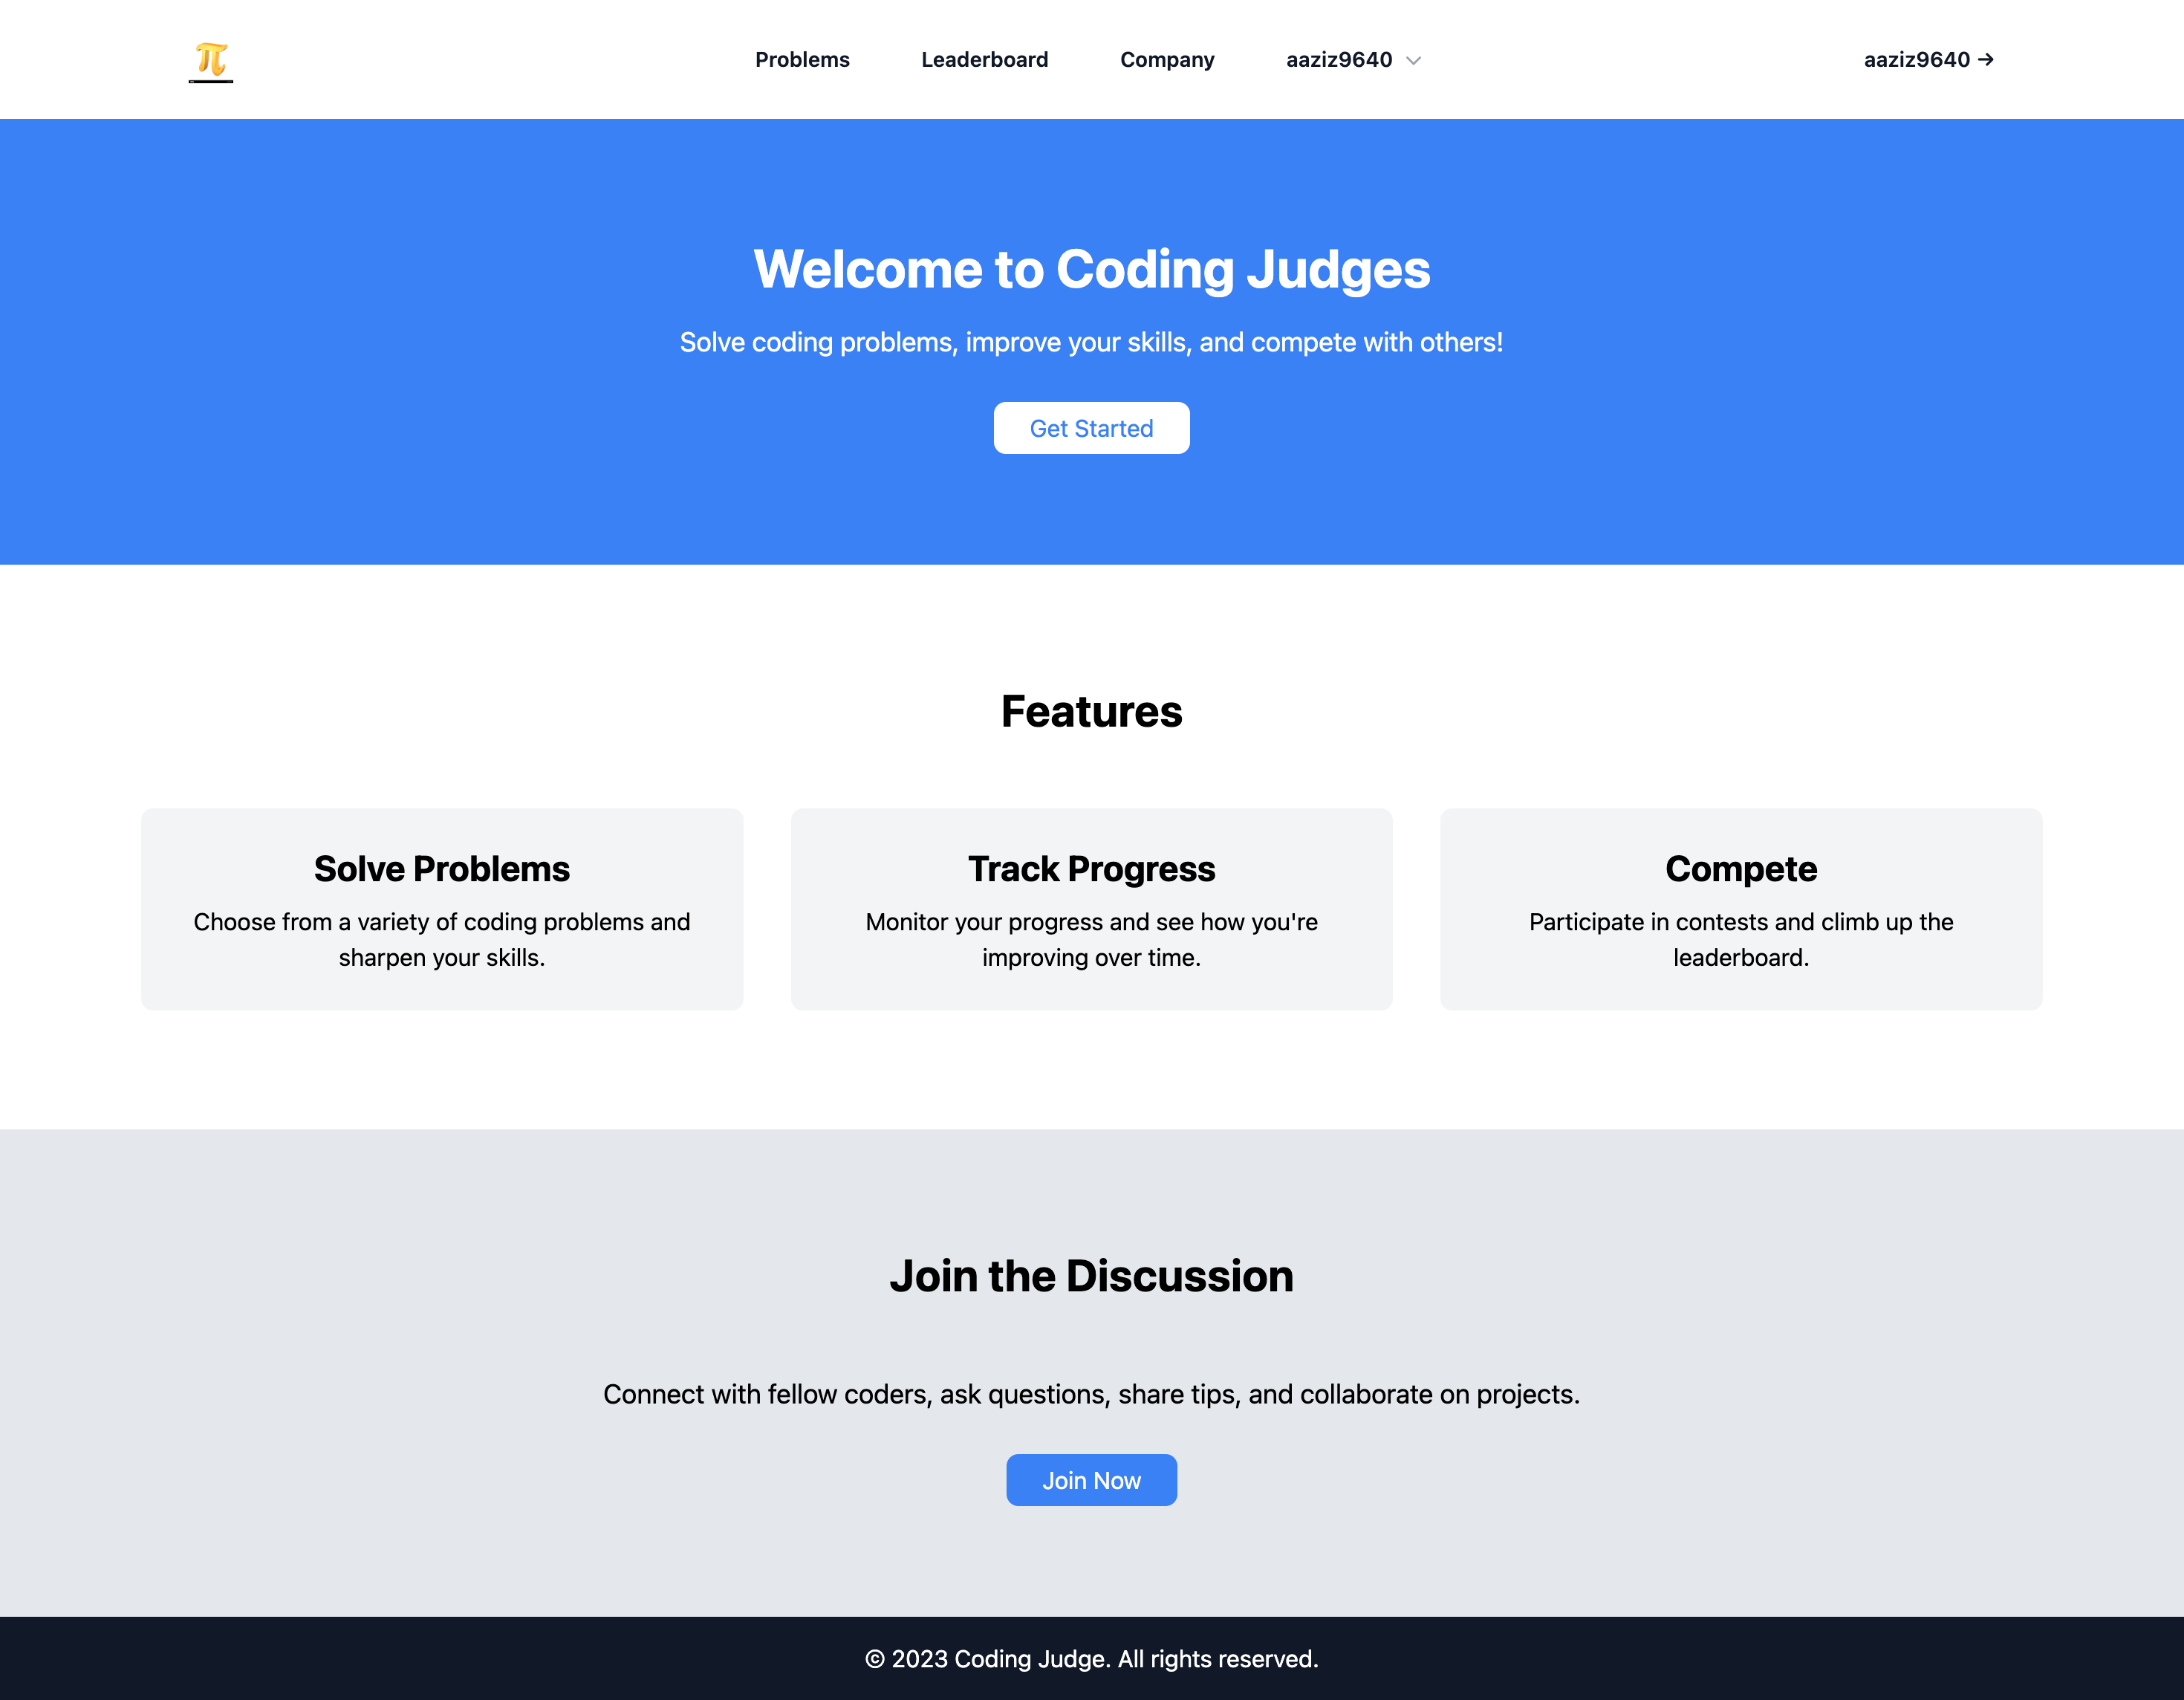 π
Problems Leaderboard Company aaziz9640 aaziz9640 →
Welcome to Coding Judges
Solve coding problems, improve your skills, and compete with others!
Get Started
Features
Solve Problems
Choose from a variety of coding problems and
sharpen your skills.
Track Progress
Monitor your progress and see how you're
improving over time.
Compete
Participate in contests and climb up the
leaderboard.
Join the Discussion
Connect with fellow coders, ask questions, share tips, and collaborate on projects.
Join Now
© 2023 Coding Judge. All rights reserved.